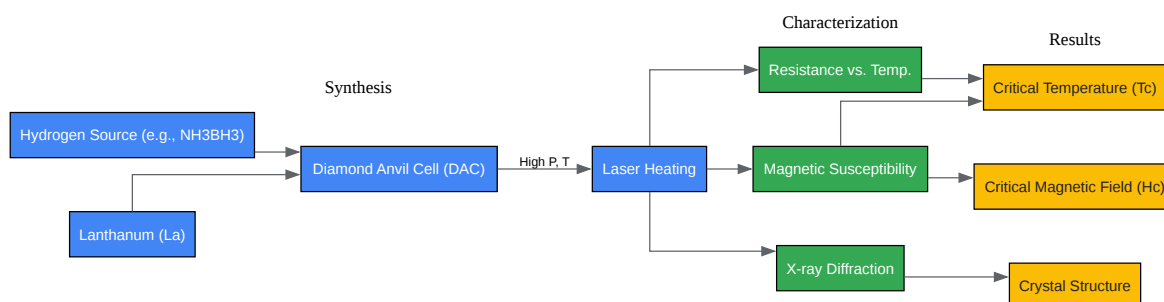 Characterization
Results
Synthesis
Resistance vs. Temp.
Critical Temperature (Tc)
Hydrogen Source (e.g., NH3BH3)
Diamond Anvil Cell (DAC)
High P, T
Laser Heating
Magnetic Susceptibility
Critical Magnetic Field (Hc)
Lanthanum (La)
X-ray Diffraction
Crystal Structure